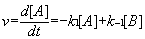 v = d[A]/dt = −k₁[A] + k₋₁[B]